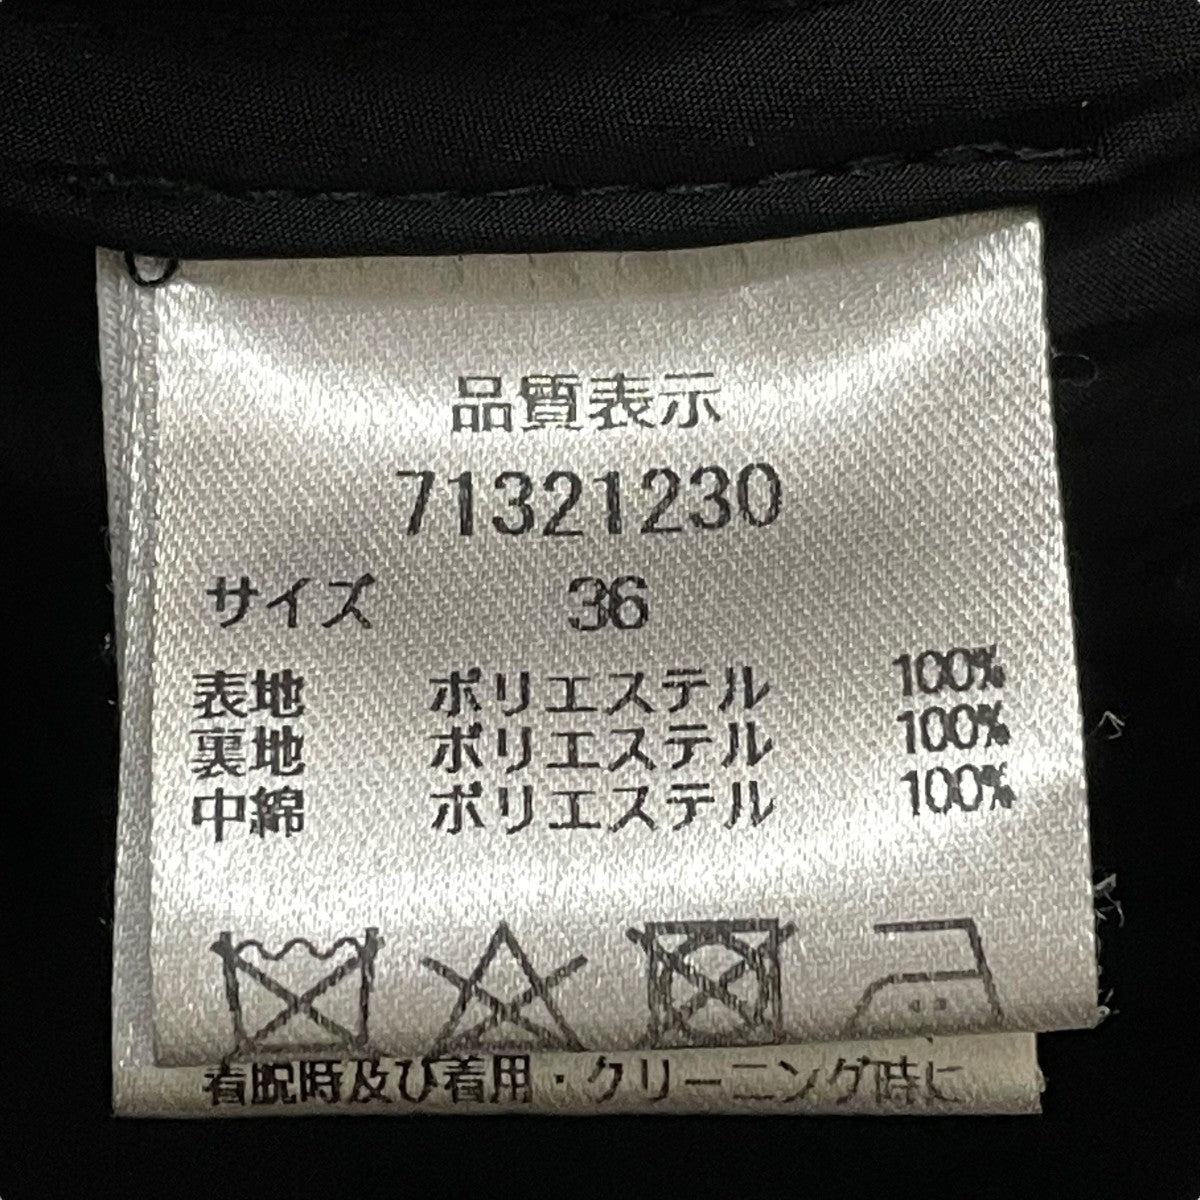 品質表示
71321230
サイズ 36
表地 ポリエステル 100%
裏地 ポリエステル 100%
中綿 ポリエステル 100%
着脱時及び着用・クリーニング時に